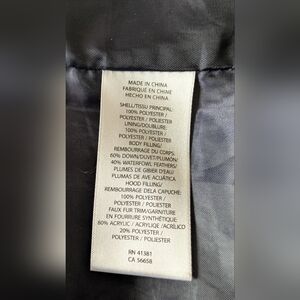 MADE IN CHINA
FABRIQUÉ EN CHINE
HECHO EN CHINA
SHELL/TISSU PRINCIPAL:
100% POLYESTER /
POLYESTER / POLIESTER
LINING/DOUBLURE:
100% POLYESTER /
POLYESTER / POLIESTER
BODY FILLING/
REMBOURRAGE DU CORPS:
60% DOWN/DUVET/PLUMÓN/
40% WATERFOWL FEATHERS/
PLUMES DE GIBIER D'EAU/
PLUMAS DE AVE ACUÁTICA
HOOD FILLING/
REMBOURRAGE DE LA CAPUCHE:
100% POLYESTER /
POLYESTER / POLIESTER
FAUX FUR TRIM/GARNITURE
EN FOURRURE SYNTHÉTIQUE:
80% ACRYLIC / ACRYLIQUE /ACRÍLICO
20% POLYESTER /
POLYESTER / POLIESTER
RN 41381
CA 56658